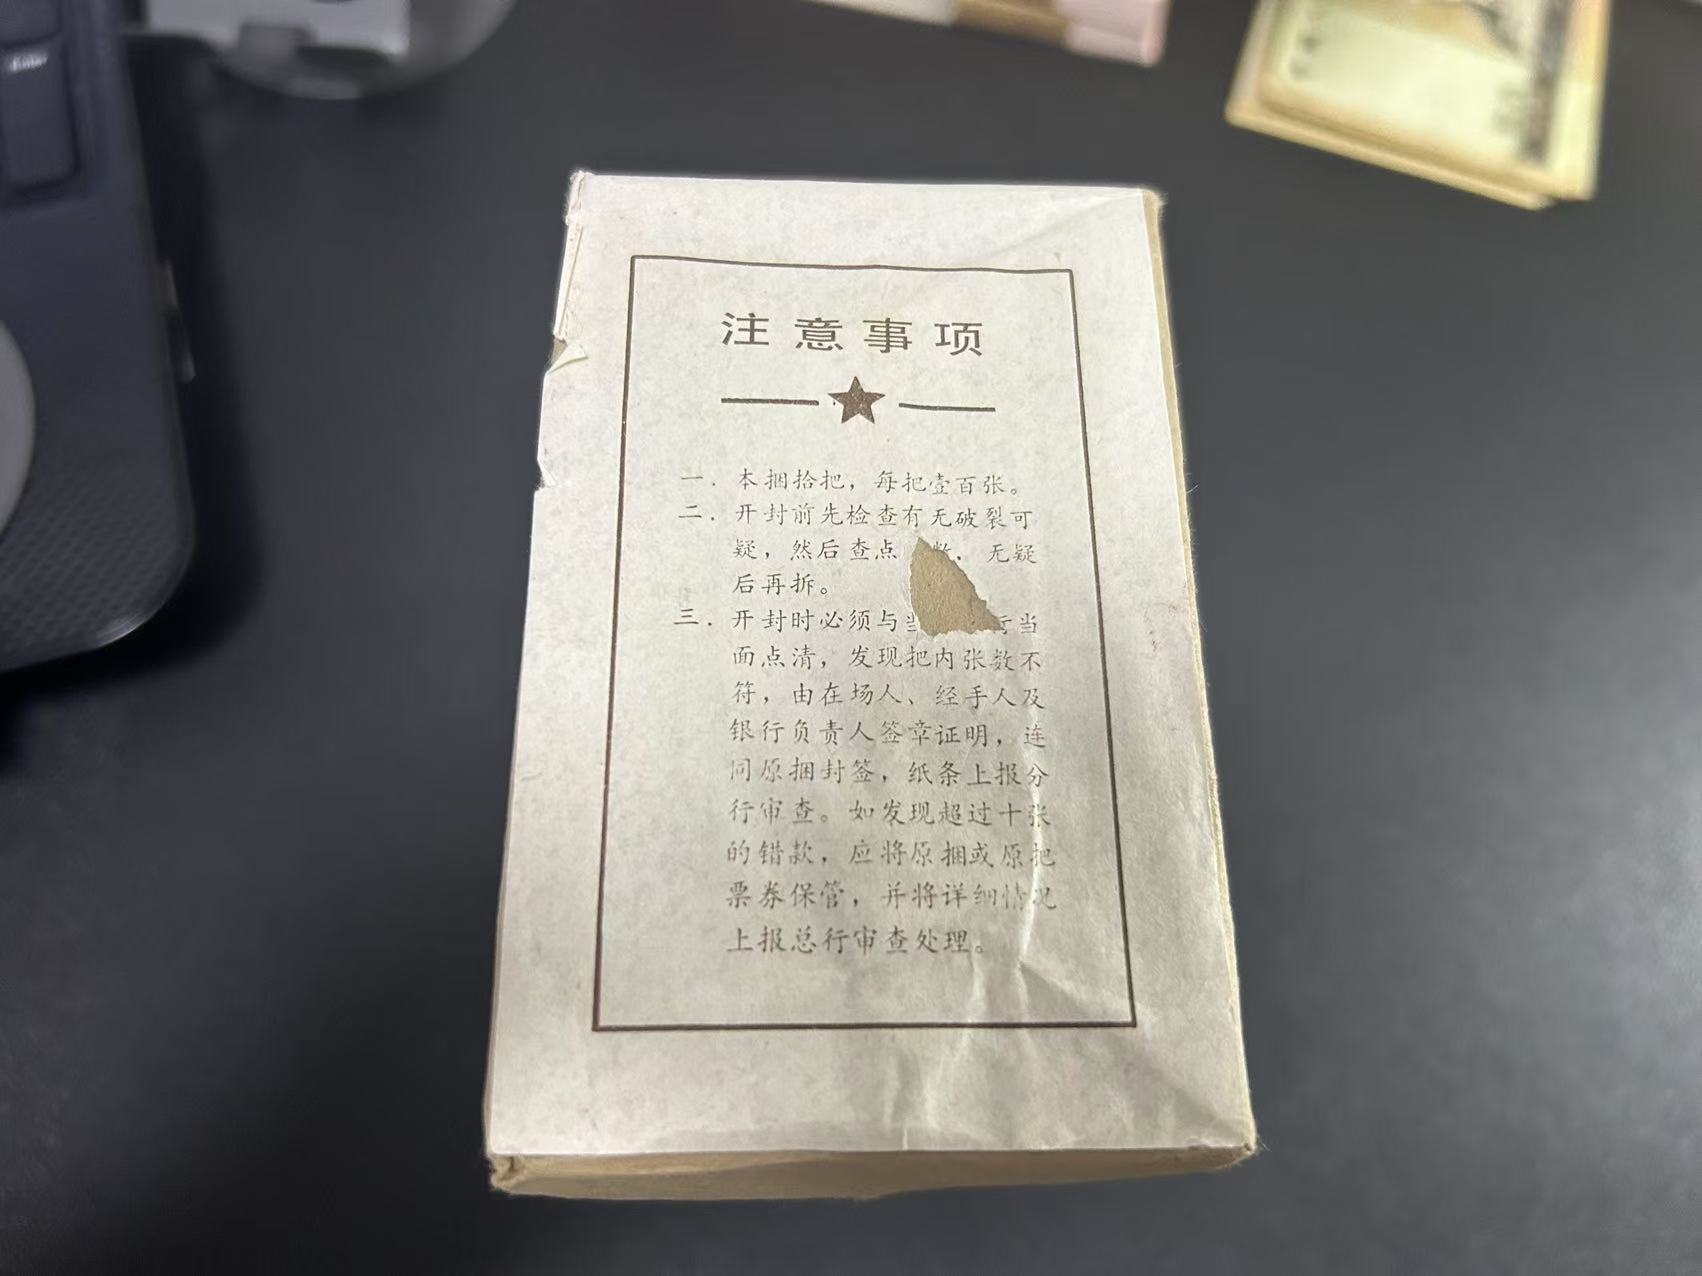 注意事项
一.本捆拾把，每把壹百张。
二.开封前先检查有无破裂可
疑，然后查点 数.无疑
后再拆。
三.开封时必须与当 行当
面点清，发现把内张数不
符，由在场人、经手人及
银行负责人签章证明，连
同原捆封签，纸条上报分
行审查。如发现超过十张
的错款，应将原捆或原把
票券保管，并将详细情况
上报总行审查处理。